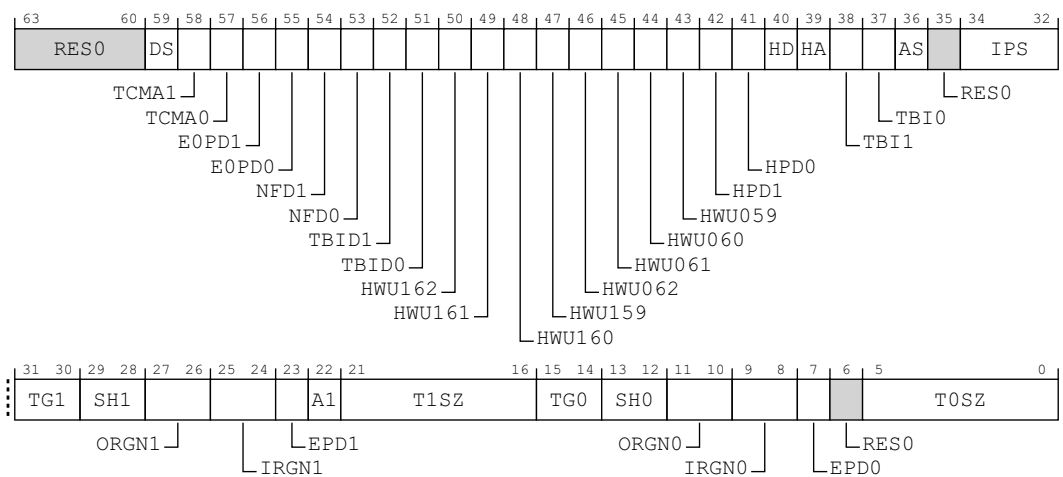 63 60 59 58 57 56 55 54 53 52 51 50 49 48 47 46 45 44 43 42 41 40 39 38 37 36 35 34 32
RES0 DS HD HA AS IPS
TCMA1 RES0
TCMA0 TBI0
E0PD1 TBI1
E0PD0 HPD0
NFD1 HPD1
NFD0 HWU059
TBID1 HWU060
TBID0 HWU061
HWU162 HWU062
HWU161 HWU159
HWU160
31 30 29 28 27 26 25 24 23 22 21 16 15 14 13 12 11 10 9 8 7 6 5 0
TG1 SH1 A1 T1SZ TG0 SH0 T0SZ
ORGN1 EPD1 ORGN0 RES0
IRGN1 IRGN0 EPD0